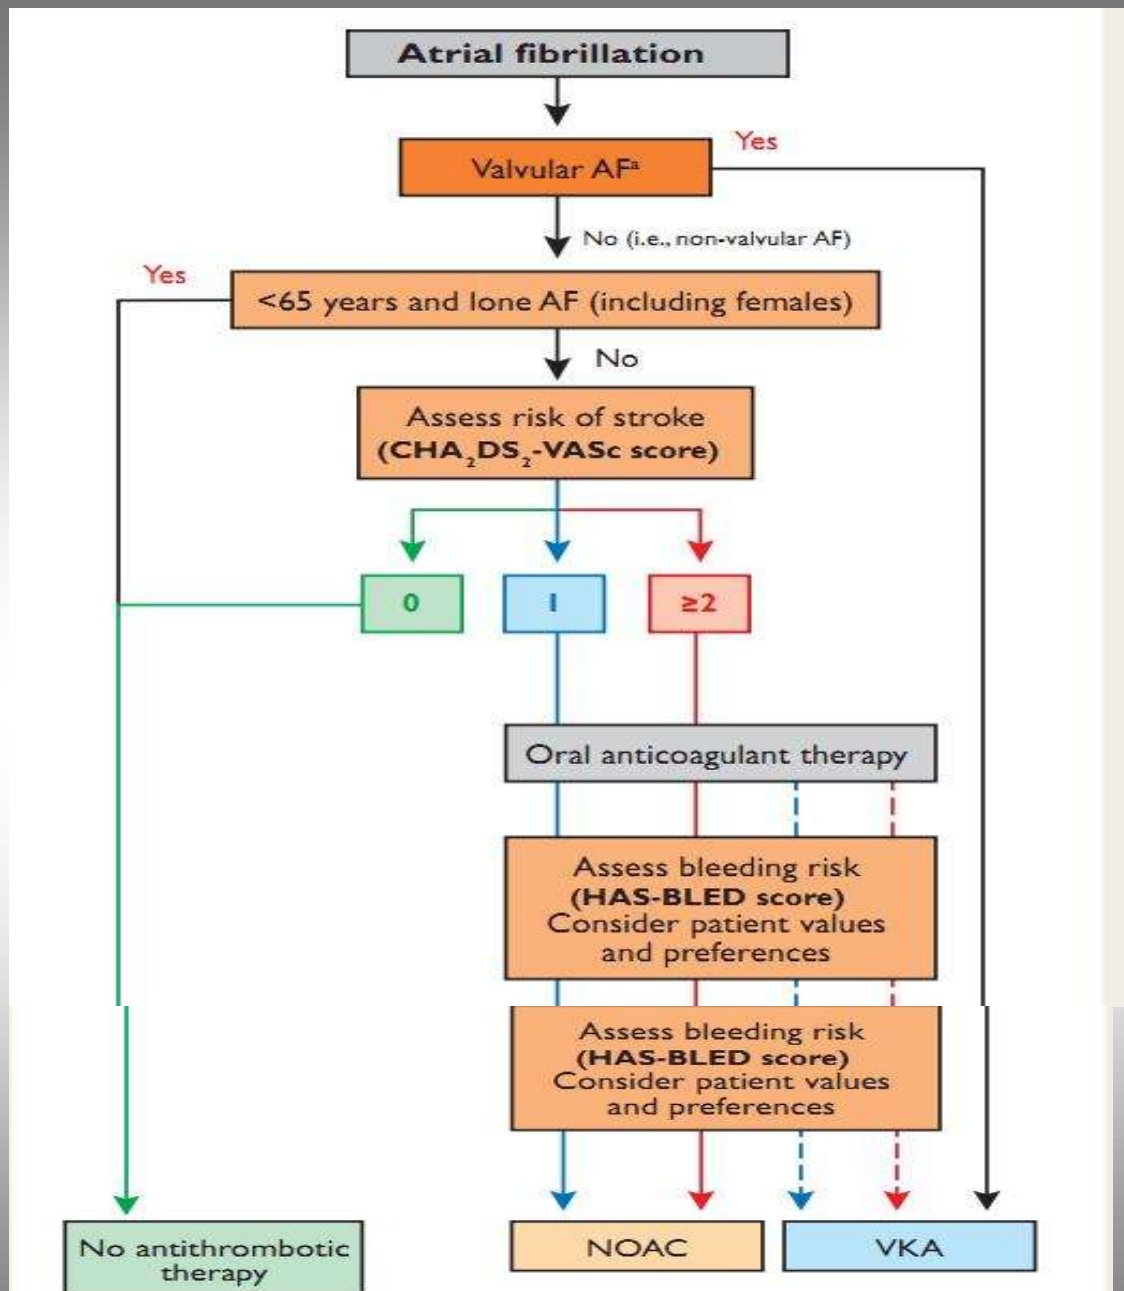 Atrial fibrillation
Yes
Valvular AFᵃ
No (i.e., non-valvular AF)
Yes
<65 years and lone AF (including females)
No
Assess risk of stroke
(CHA₂DS₂-VASc score)
0
1
≥2
Oral anticoagulant therapy
Assess bleeding risk
(HAS-BLED score)
Consider patient values
and preferences
Assess bleeding risk
(HAS-BLED score)
Consider patient values
and preferences
No antithrombotic
therapy
NOAC
VKA